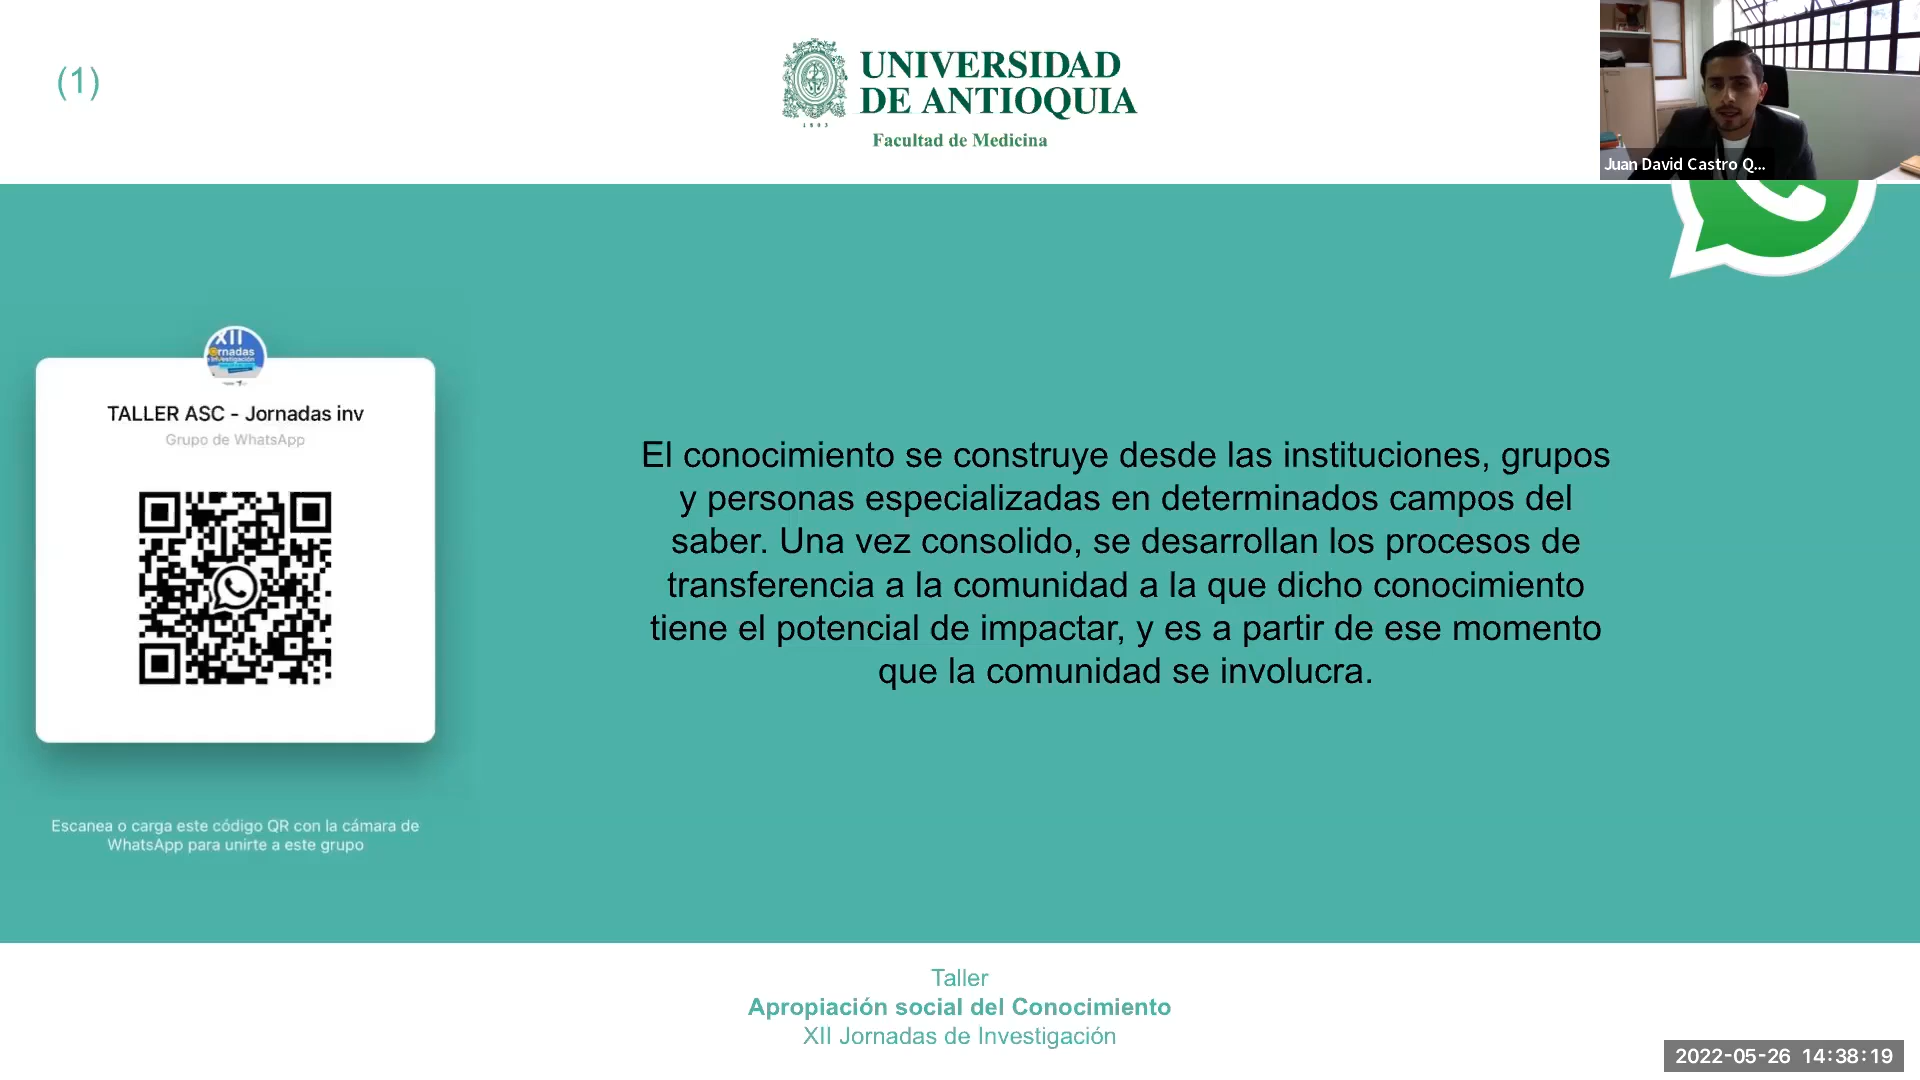 (1)
UNIVERSIDAD
DE ANTIOQUIA
1803
Facultad de Medicina
Juan David Castro Q...
XII
Jornadas
TALLER ASC - Jornadas inv
Grupo de WhatsApp
El conocimiento se construye desde las instituciones, grupos
y personas especializadas en determinados campos del
saber. Una vez consolido, se desarrollan los procesos de
transferencia a la comunidad a la que dicho conocimiento
tiene el potencial de impactar, y es a partir de ese momento
que la comunidad se involucra.
Escanea o carga este código QR con la cámara de
WhatsApp para unirte a este grupo
Taller
Apropiación social del Conocimiento
XII Jornadas de Investigación
2022-05-26 14:38:19